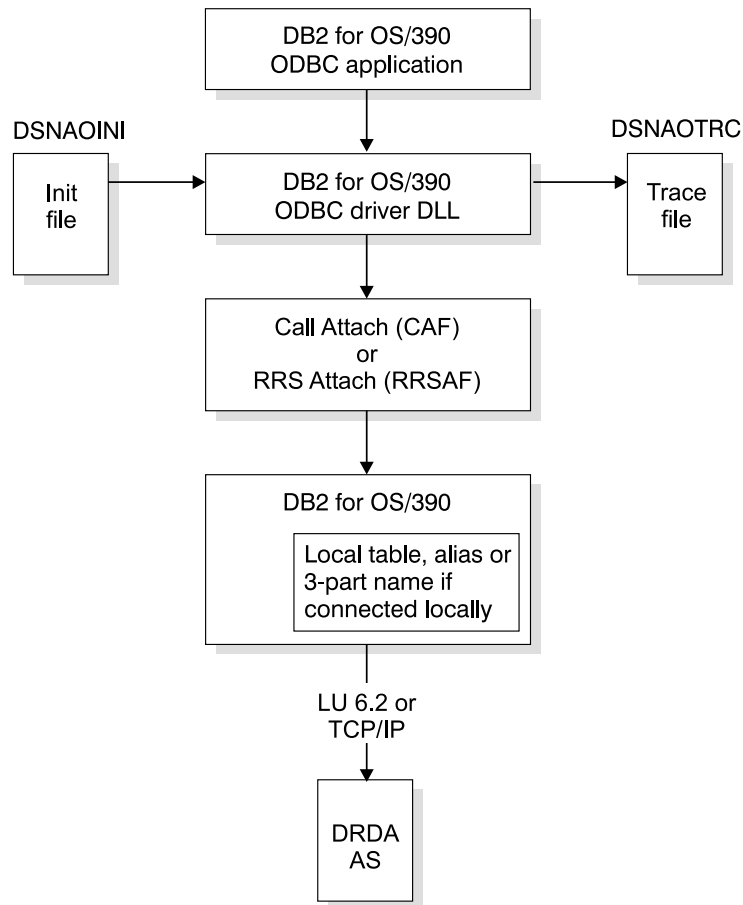 DB2 for OS/390
ODBC application
DSNAOINI
DSNAOTRC
Init
file
DB2 for OS/390
ODBC driver DLL
Trace
file
Call Attach (CAF)
or
RRS Attach (RRSAF)
DB2 for OS/390
Local table, alias or
3-part name if
connected locally
LU 6.2 or
TCP/IP
DRDA
AS